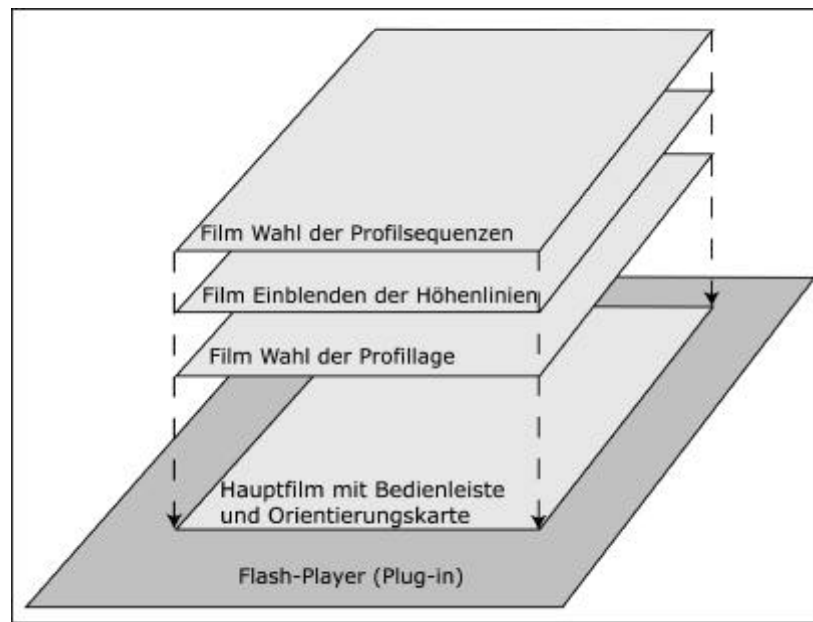 Film Wahl der Profilsequenzen
Film Einblenden der Höhenlinien
Film Wahl der Profillage
Hauptfilm mit Bedienleiste
und Orientierungskarte
Flash-Player (Plug-in)